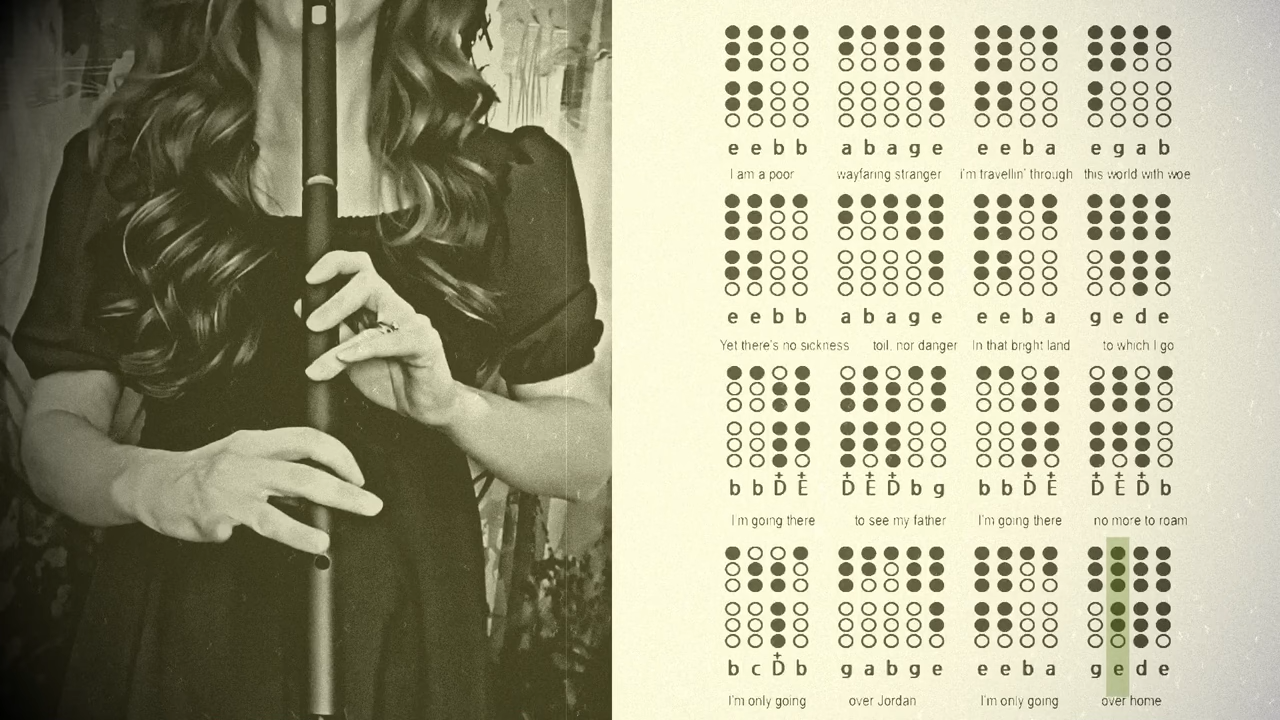 e e b b a b a g e e e b a e g a b
I am a poor wayfaring stranger i'm travellin' through this world with woe
e e b b a b a g e e e b a g e d e
Yet there's no sickness toil, nor danger In that bright land to which I go
+ + + + + + + + +
b b D E D E D b g b b D E D E D b
I'm going there to see my father I'm going there no more to roam
+
b c D b g a b g e e e b a g e d e
I'm only going over Jordan I'm only going over home